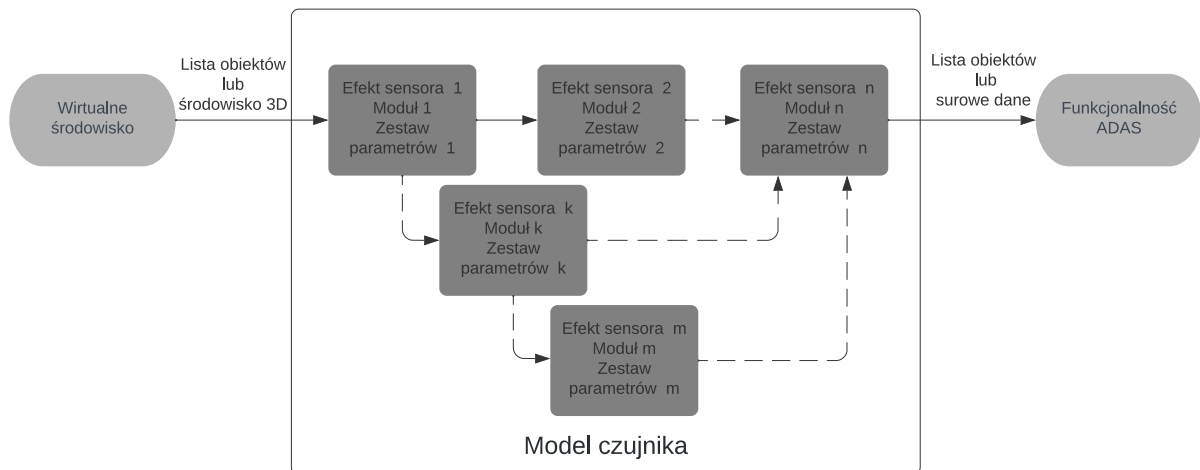 Wirtualne
środowisko
Lista obiektów
lub
środowisko 3D
Efekt sensora 1
Moduł 1
Zestaw
parametrów 1
Efekt sensora 2
Moduł 2
Zestaw
parametrów 2
Efekt sensora n
Moduł n
Zestaw
parametrów n
Lista obiektów
lub
surowe dane
Funkcjonalność
ADAS
Efekt sensora k
Moduł k
Zestaw
parametrów k
Efekt sensora m
Moduł m
Zestaw
parametrów m
Model czujnika